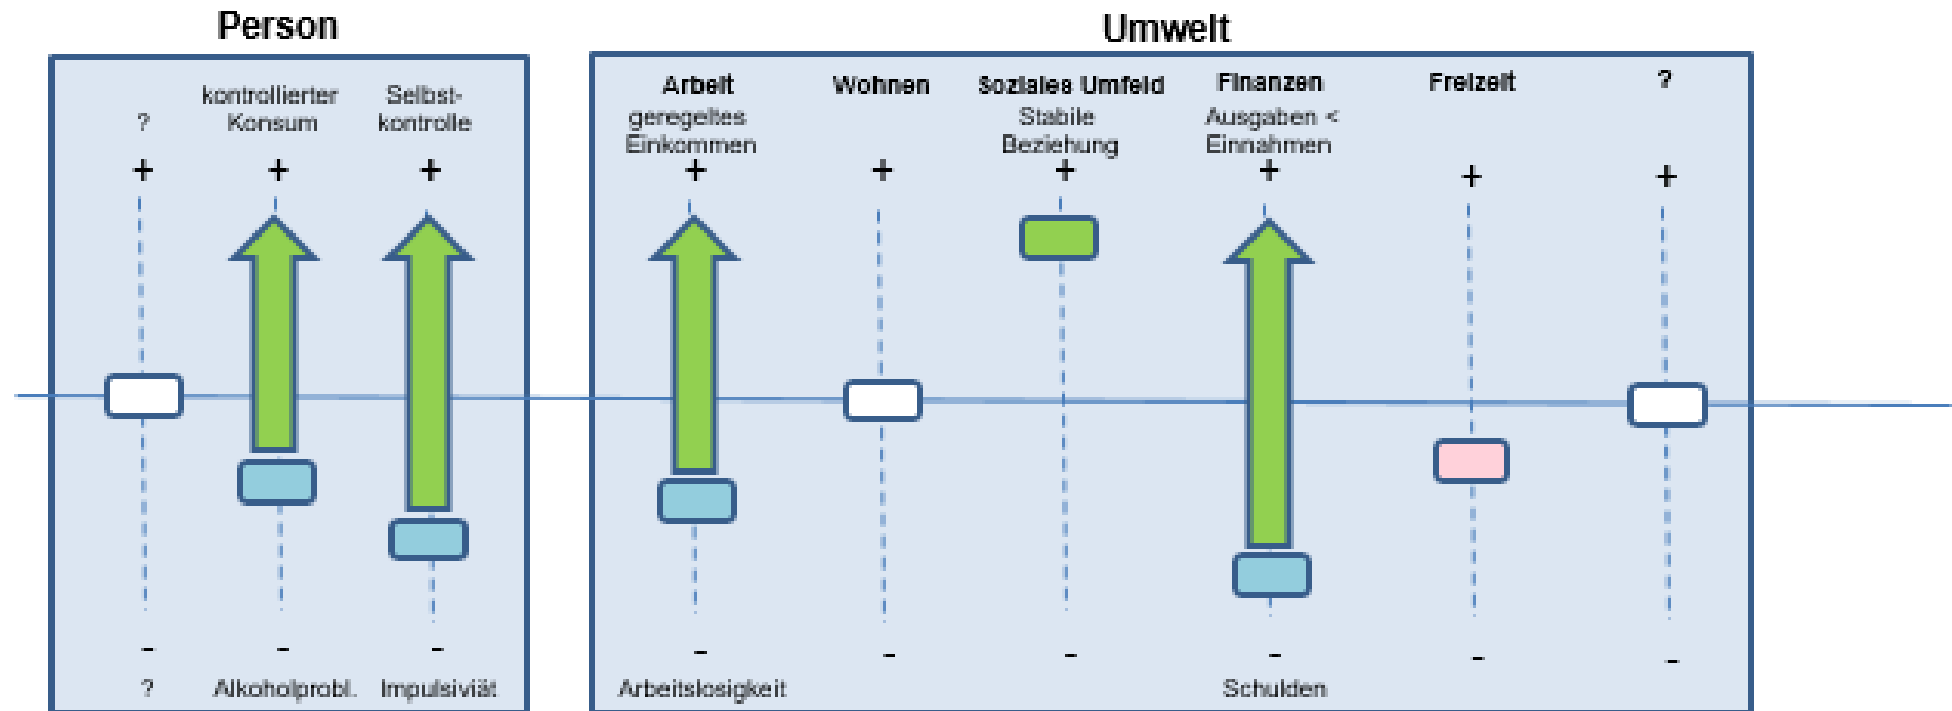 Person
Umwelt
?
kontrollierter
Konsum
Selbst-
kontrolle
Arbeit
geregeltes
Einkommen
Wohnen
Soziales Umfeld
Stabile
Beziehung
Finanzen
Ausgaben <
Einnahmen
Freizeit
?
+ + + + + + + + +
- - - - - - - - -
?
Alkoholprobl.
Impulsiviät
Arbeitslosigkeit
Schulden